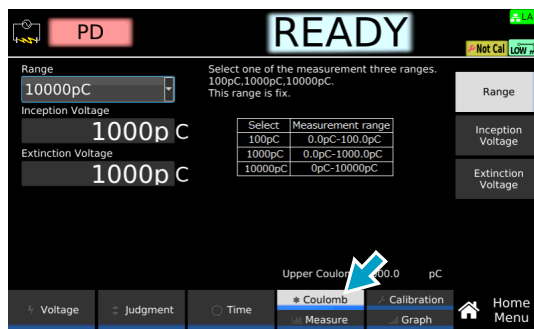 PD
READY
LA
Not Cal
LOW
Range
10000pC
Inception Voltage
1000p C
Extinction Voltage
1000p C
Select one of the measurement three ranges.
100pC,1000pC,10000pC.
This range is fix.
Select Measurement range
100pC 0.0pC-100.0pC
1000pC 0.0pC-1000.0pC
10000pC 0pC-10000pC
Range
Inception
Voltage
Extinction
Voltage
Upper Coulom 00.0 pC
Voltage
Judgment
Time
Coulomb
Measure
Calibration
Graph
Home
Menu